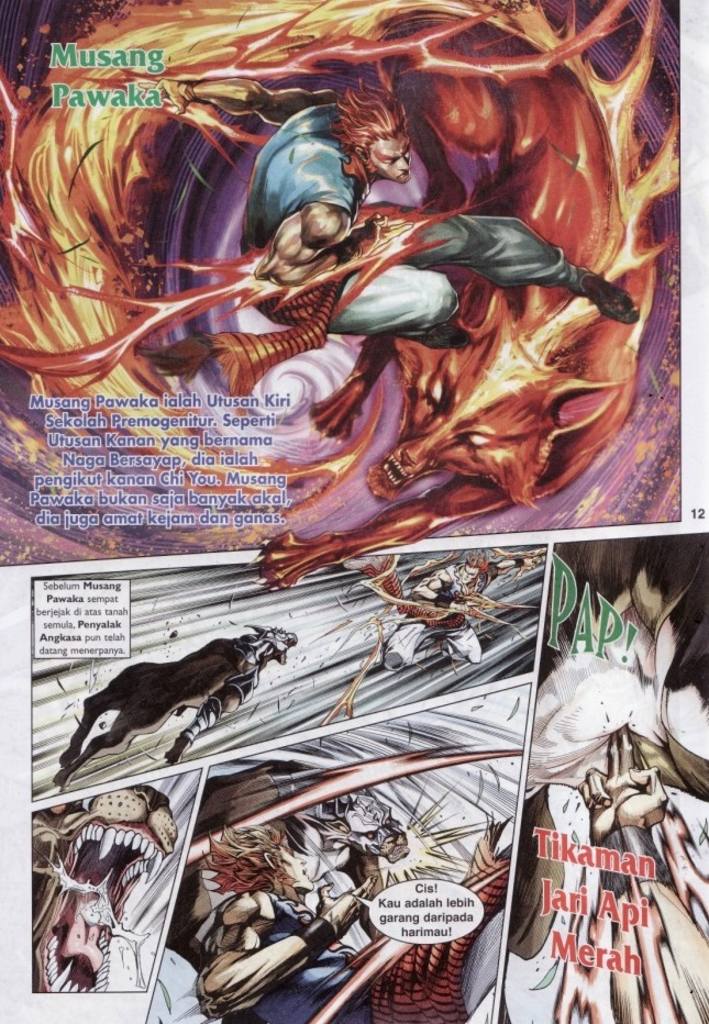 Musang
Pawaka
Musang Pawaka ialah Utusan Kiri
Sekolah Premogenitur. Seperti
Utusan Kanan yang bernama
Naga Bersayap, dia ialah
pengikut kanan Chi You. Musang
Pawaka bukan saja banyak akal,
dia juga amat kejam dan ganas.
12
Sebelum Musang
Pawaka sempat
berjejak di atas tanah
semula, Penyalak
Angkasa pun telah
datang menerpanya.
PAP!
Cis!
Kau adalah lebih
garang daripada
harimau!
Tikaman
Jari Api
Merah